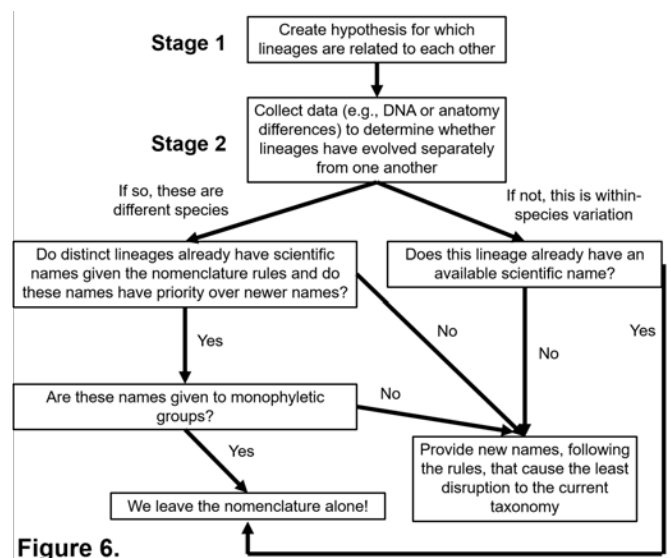 Stage 1
Create hypothesis for which
lineages are related to each other
Stage 2
Collect data (e.g., DNA or anatomy
differences) to determine whether
lineages have evolved separately
from one another
If so, these are
different species
If not, this is within-
species variation
Do distinct lineages already have scientific
names given the nomenclature rules and do
these names have priority over newer names?
Does this lineage already have an
available scientific name?
Yes
No
No
Yes
Are these names given to monophyletic
groups?
No
Yes
Provide new names, following
the rules, that cause the least
disruption to the current
taxonomy
We leave the nomenclature alone!
Figure 6.